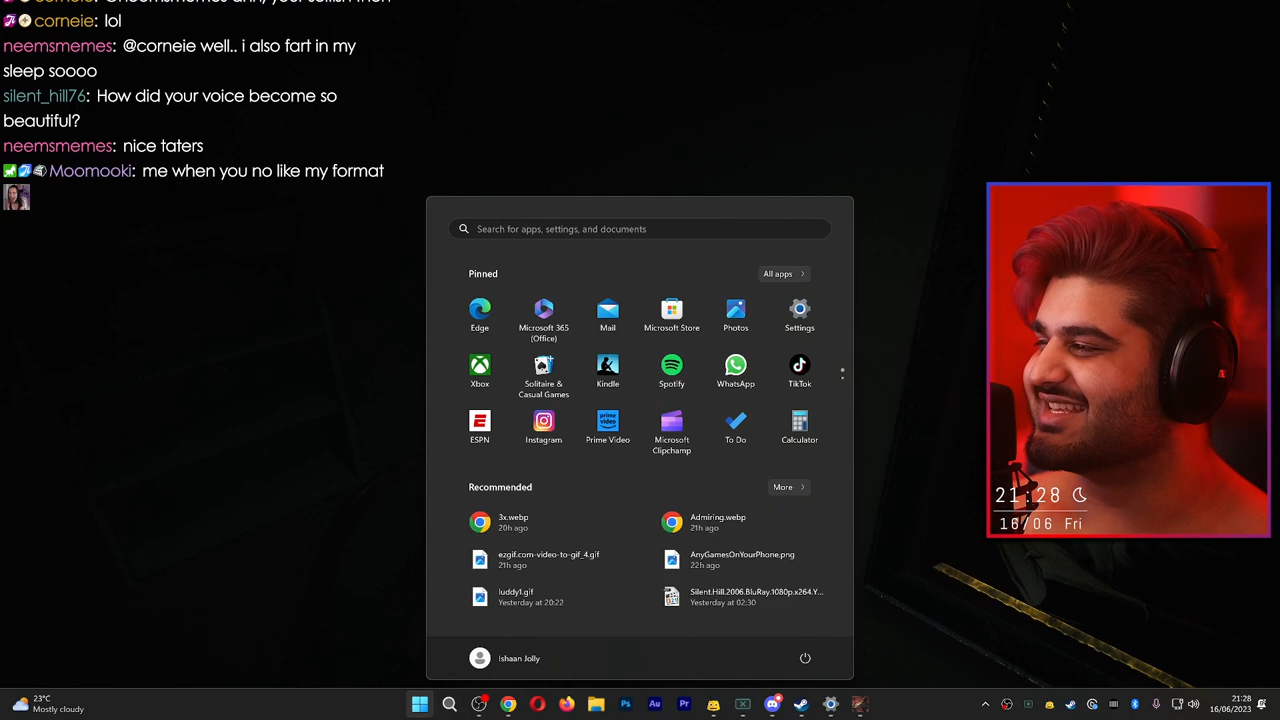 corneie: lol
neemsmemes: @corneie well.. i also fart in my
sleep soooo
silent_hill76: How did your voice become so
beautiful?
neemsmemes: nice taters
Moomooki: me when you no like my format
Search for apps, settings, and documents
Pinned
All apps
Edge
Microsoft 365
(Office)
Mail
Microsoft Store
Photos
Settings
Xbox
Solitaire &
Casual Games
Kindle
Spotify
WhatsApp
TikTok
ESPN
Instagram
prime video
Prime Video
Microsoft
Clipchamp
To Do
Calculator
Recommended
More
3x.webp
20h ago
Admiring.webp
21h ago
ezgif.com-video-to-gif_4.gif
21h ago
AnyGamesOnYourPhone.png
22h ago
luddy1.gif
Yesterday at 20:22
Silent.Hill.2006.BluRay.1080p.x264.Y...
Yesterday at 02:30
Ishaan Jolly
21:28
16/06 Fri
23°C
Mostly cloudy
Ps
Au
Pr
21:28
16/06/2023